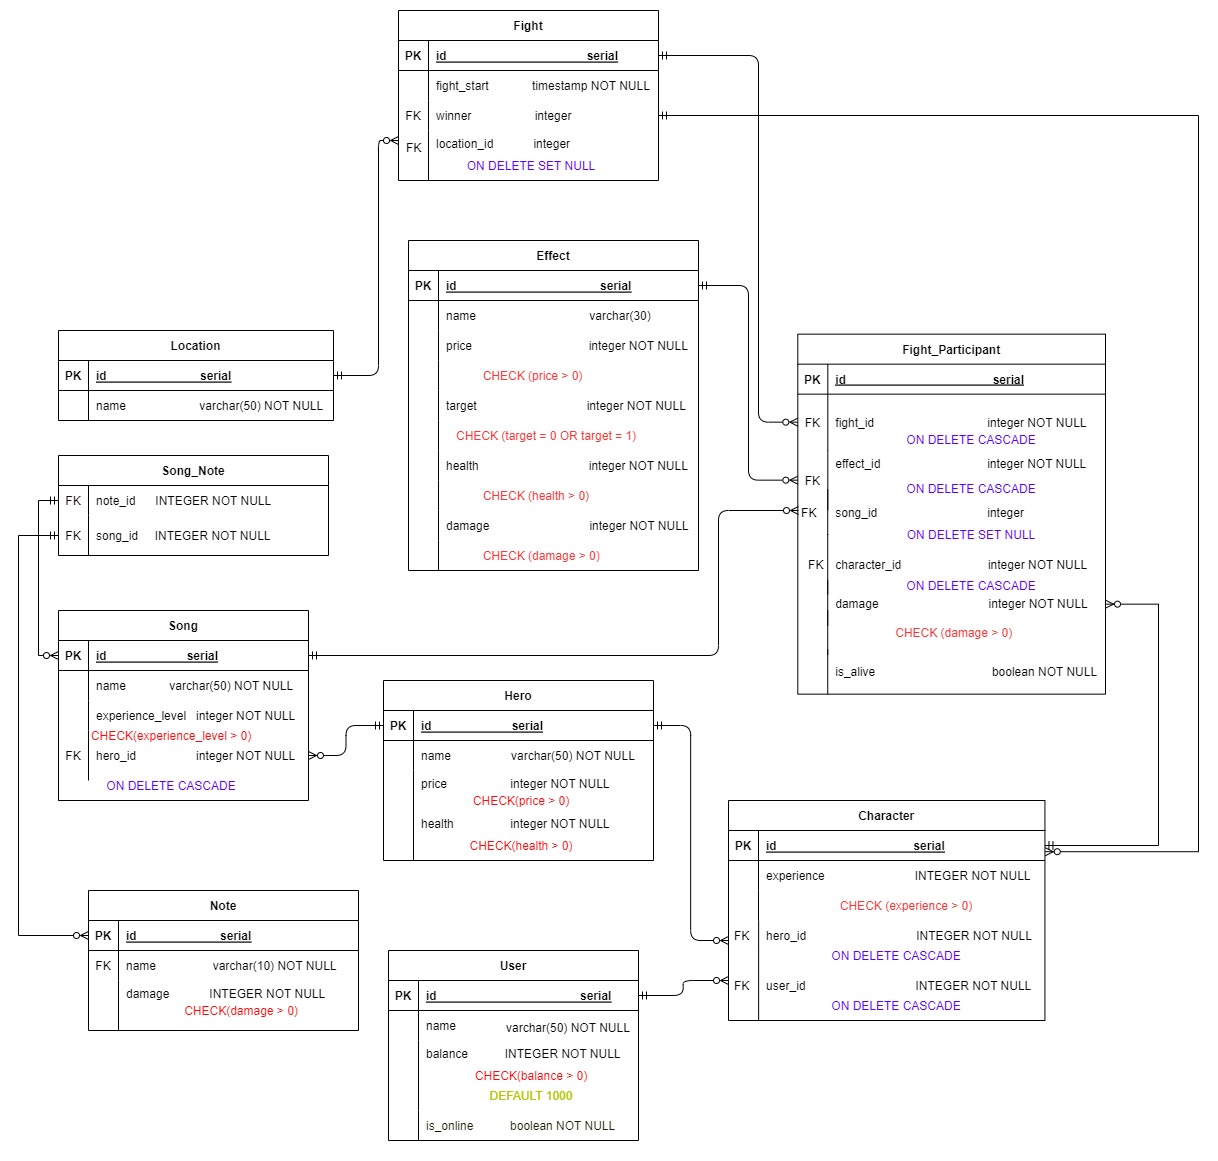 Fight
PK id serial
fight_start timestamp NOT NULL
FK winner integer
FK location_id integer
ON DELETE SET NULL
Effect
PK id serial
name varchar(30)
price integer NOT NULL
CHECK (price > 0)
target integer NOT NULL
CHECK (target = 0 OR target = 1)
health integer NOT NULL
CHECK (health > 0)
damage integer NOT NULL
CHECK (damage > 0)
Location
PK id serial
name varchar(50) NOT NULL
Fight_Participant
PK id serial
FK fight_id integer NOT NULL
ON DELETE CASCADE
effect_id integer NOT NULL
FK
ON DELETE CASCADE
FK song_id integer
ON DELETE SET NULL
FK character_id integer NOT NULL
ON DELETE CASCADE
damage integer NOT NULL
CHECK (damage > 0)
is_alive boolean NOT NULL
Song_Note
FK note_id INTEGER NOT NULL
FK song_id INTEGER NOT NULL
Song
PK id serial
name varchar(50) NOT NULL
experience_level integer NOT NULL
CHECK(experience_level > 0)
FK hero_id integer NOT NULL
ON DELETE CASCADE
Hero
PK id serial
name varchar(50) NOT NULL
price integer NOT NULL
CHECK(price > 0)
health integer NOT NULL
CHECK(health > 0)
Character
PK id serial
experience INTEGER NOT NULL
CHECK (experience > 0)
FK hero_id INTEGER NOT NULL
ON DELETE CASCADE
FK user_id INTEGER NOT NULL
ON DELETE CASCADE
Note
PK id serial
FK name varchar(10) NOT NULL
damage INTEGER NOT NULL
CHECK(damage > 0)
User
PK id serial
name varchar(50) NOT NULL
balance INTEGER NOT NULL
CHECK(balance > 0)
DEFAULT 1000
is_online boolean NOT NULL